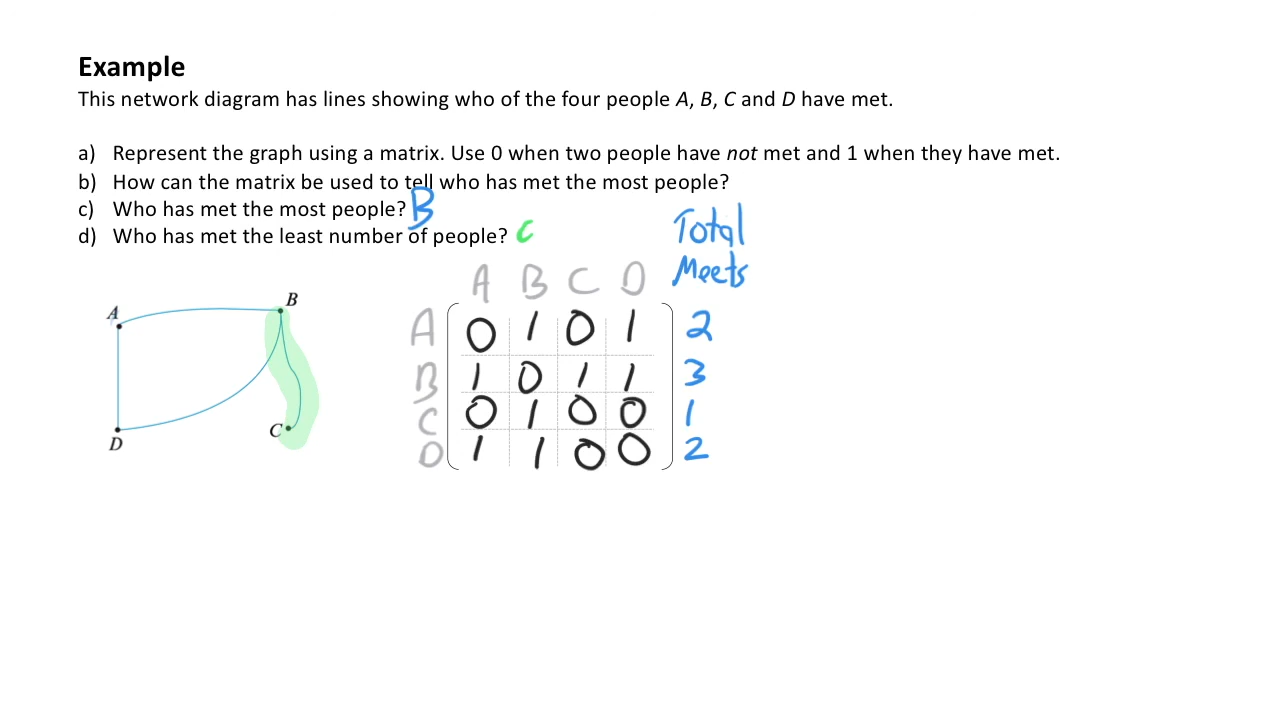 Example
This network diagram has lines showing who of the four people A, B, C and D have met.
a) Represent the graph using a matrix. Use 0 when two people have not met and 1 when they have met.
b) How can the matrix be used to tell who has met the most people?
c) Who has met the most people? B
d) Who has met the least number of people? C
Total
Meets
A B C D
A 0 1 0 1 2
B 1 0 1 1 3
C 0 1 0 0 1
D 1 1 0 0 2
A
B
C
D